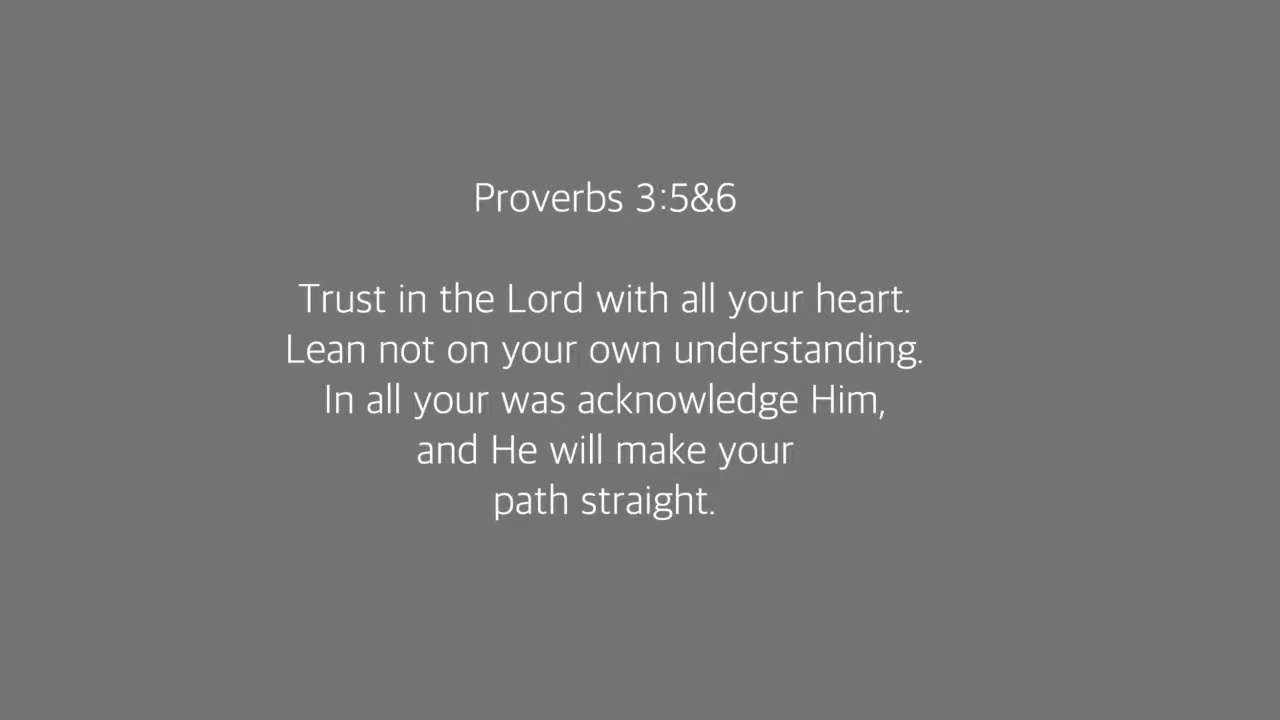 Proverbs 3:5&6
Trust in the Lord with all your heart.
Lean not on your own understanding.
In all your was acknowledge Him,
and He will make your
path straight.